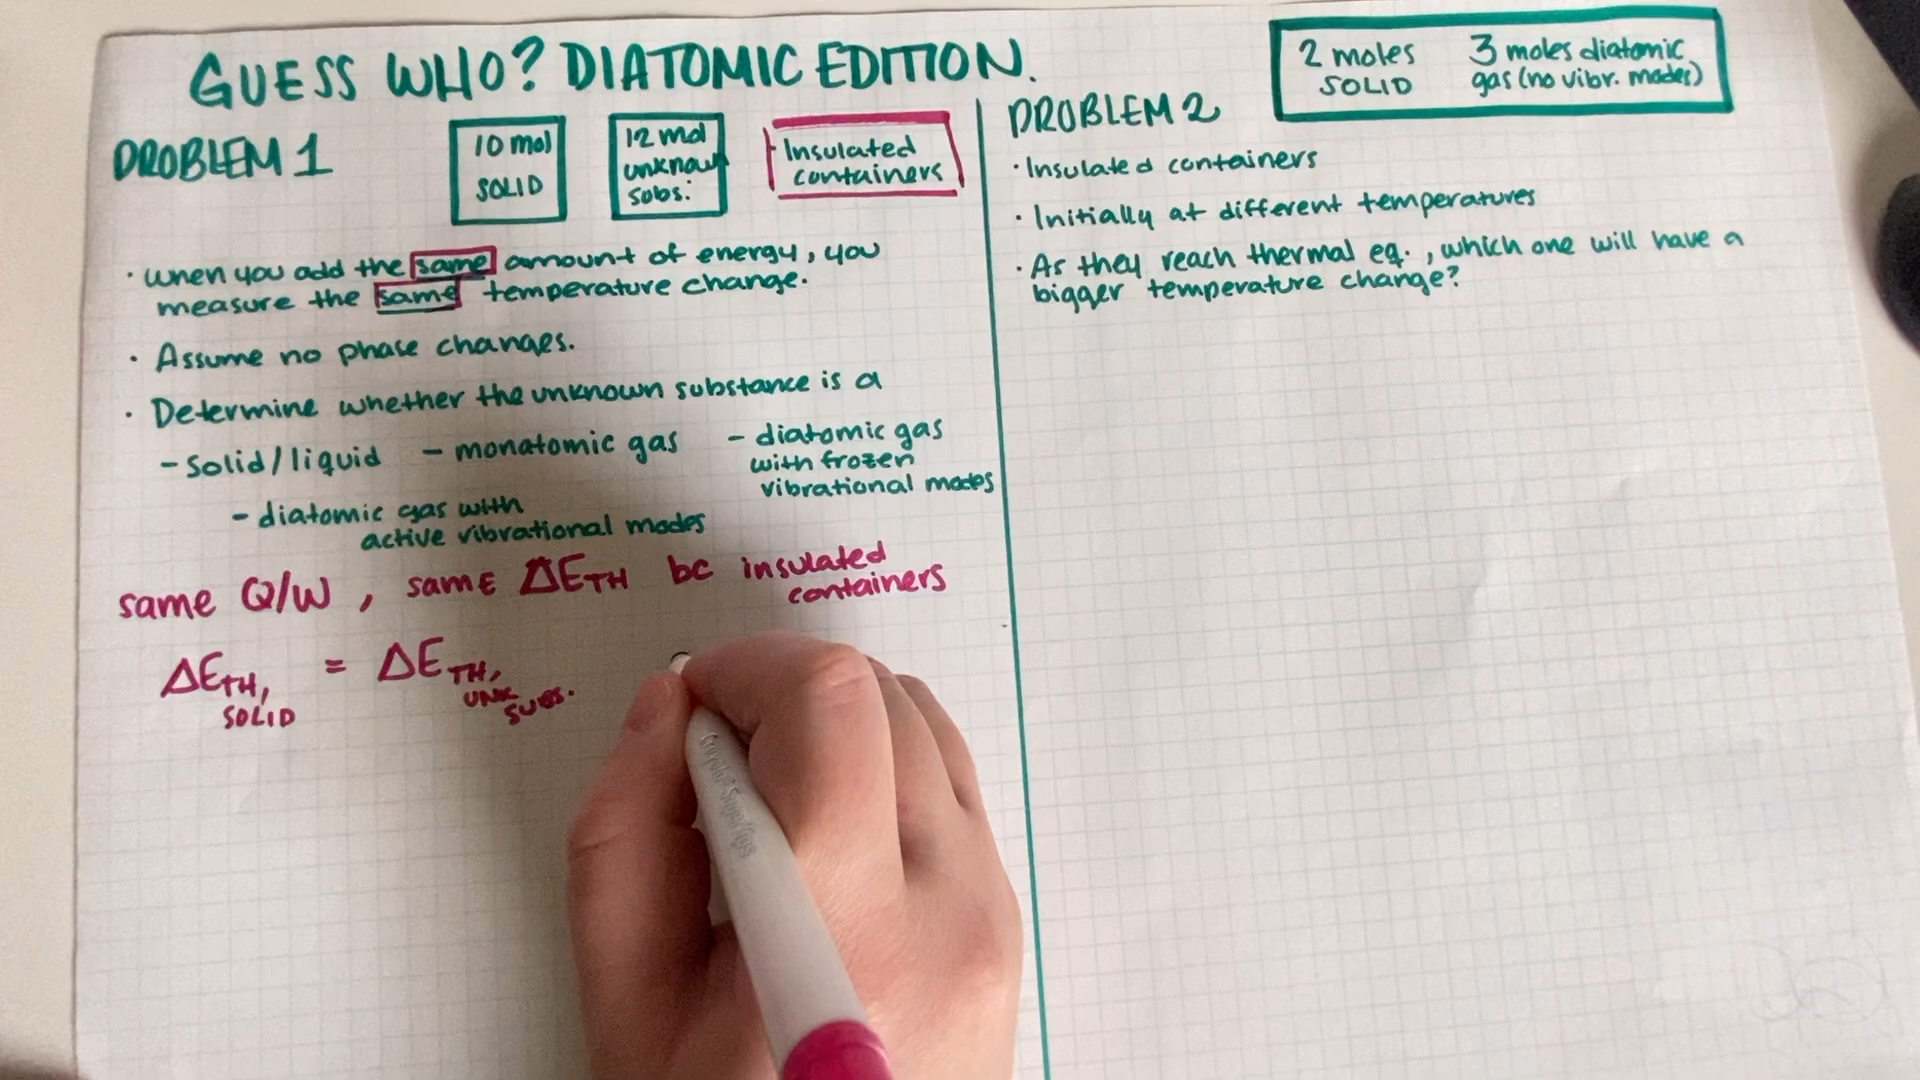 GUESS WHO? DIATOMIC EDITION.
PROBLEM 1
10 mol
SOLID
12 mol
unknown
subs.
Insulated
containers
· when you add the same amount of energy, you
measure the same temperature change.
· Assume no phase changes.
· Determine whether the unknown substance is a
- solid/liquid - monatomic gas - diatomic gas
with frozen
vibrational modes
- diatomic gas with
active vibrational modes
same Q/W, same ΔETH bc insulated
containers
ΔETH, = ΔETH,
SOLID UNK
SUBS.
2 moles 3 moles diatomic
SOLID gas (no vibr. modes)
PROBLEM 2
· Insulated containers
· Initially at different temperatures
· As they reach thermal eq., which one will have a
bigger temperature change?